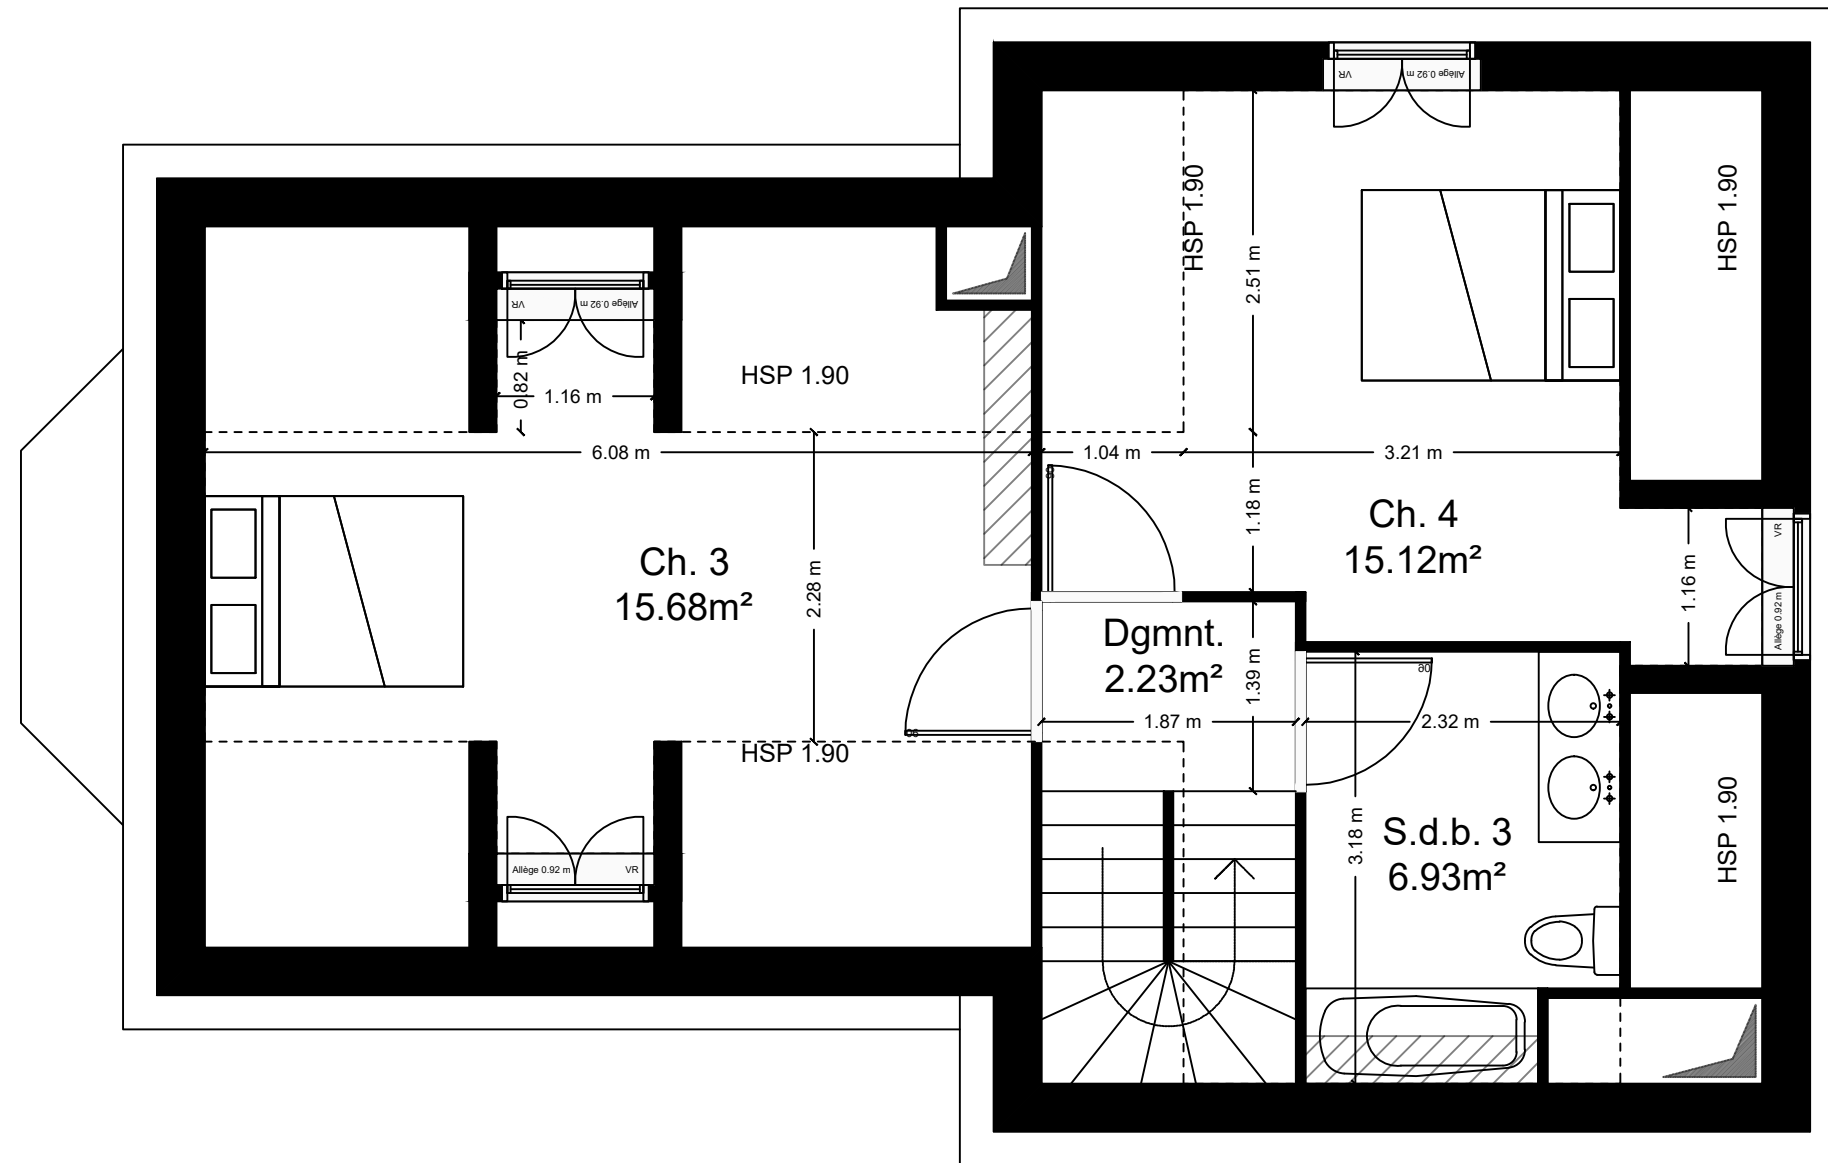 VR
Allège 0.92 m
HSP 1.90
HSP 1.90
2.51 m
VR
Allège 0.92 m
0.82 m
1.16 m
HSP 1.90
6.08 m
1.04 m
3.21 m
90
1.18 m
Ch. 4
15.12m²
VR
Allège 0.92 m
1.16 m
Ch. 3
15.68m²
2.28 m
Dgmnt.
2.23m²
1.39 m
90
1.87 m
2.32 m
90
HSP 1.90
HSP 1.90
3.18 m
S.d.b. 3
6.93m²
Allège 0.92 m
VR